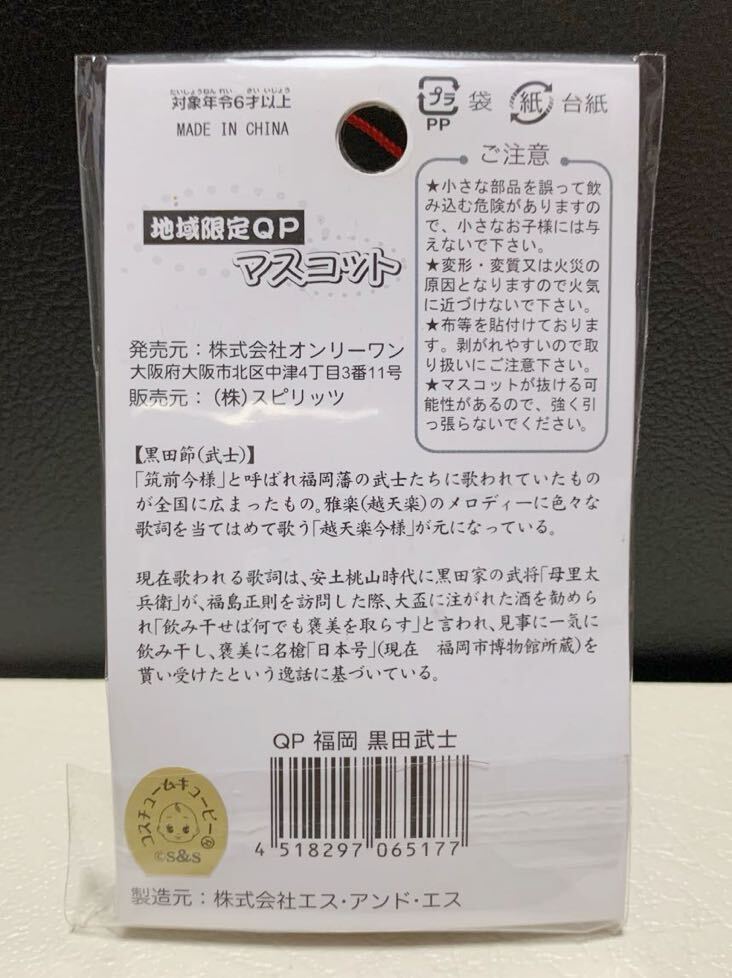 たいしょうねんれい さいいじょう
対象年令6才以上
MADE IN CHINA
プラ
PP
袋
紙
台紙
地域限定QP
マスコット
ご注意
★小さな部品を誤って飲
み込む危険がありますの
で、小さなお子様には与
えないで下さい。
★変形・変質又は火災の
原因となりますので火気
に近づけないで下さい。
★布等を貼付けておりま
す。剥がれやすいので取
り扱いにご注意下さい。
★マスコットが抜ける可
能性があるので、強く引
っ張らないでください。
発売元：株式会社オンリーワン
大阪府大阪市北区中津4丁目3番11号
販売元：(株)スピリッツ
【黒田節(武士)】
「筑前今様」と呼ばれ福岡藩の武士たちに歌われていたもの
が全国に広まったもの。雅楽(越天楽)のメロディーに色々な
歌詞を当てはめて歌う「越天楽今様」が元になっている。
現在歌われる歌詞は、安土桃山時代に黒田家の武将「母里太
兵衛」が、福島正則を訪問した際、大盃に注がれた酒を勧めら
れ「飲み干せば何でも褒美を取らす」と言われ、見事に一気に
飲み干し、褒美に名槍「日本号」(現在　福岡市博物館所蔵)を
貰い受けたという逸話に基づいている。
QP 福岡 黒田武士
4 518297 065177
コスチュームキューピー
©S&S
製造元：株式会社エス・アンド・エス